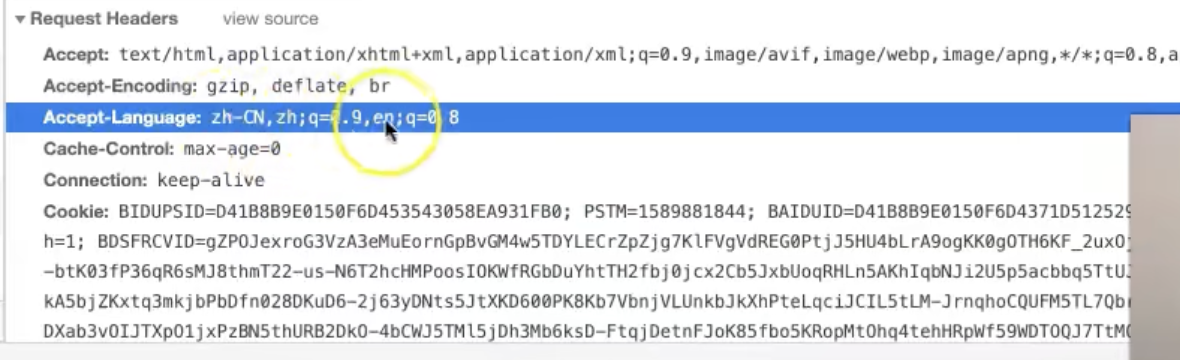 ▼ Request Headers view source
Accept: text/html,application/xhtml+xml,application/xml;q=0.9,image/avif,image/webp,image/apng,*/*;q=0.8,a
Accept-Encoding: gzip, deflate, br
Accept-Language: zh-CN,zh;q=0.9,en;q=0.8
Cache-Control: max-age=0
Connection: keep-alive
Cookie: BIDUPSID=D41B8B9E0150F6D453543058EA931FB0; PSTM=1589881844; BAIDUID=D41B8B9E0150F6D4371D512529
h=1; BDSFRCVID=gZPOJexroG3VzA3eMuEornGpBvGM4w5TDYLECrZpZjg7KlFVgVdREG0PtjJ5HU4bLrA9ogKK0gOTH6KF_2uxO
-btK03fP36qR6sMJ8thmT22-us-N6T2hcHMPoosIOKWfRGbDuYhtTH2fbj0jcx2Cb5JxbUoqRHLn5AKhIqbNJi2U5p5acbbq5TtU
kA5bjZKxtq3mkjbPbDfn028DKuD6-2j63yDNts5JtXKD600PK8Kb7VbnjVLUnkbJkXhPteLqciJCIL5tLM-JrnqhoCQUFM5TL7Qb
DXab3vOIJTXpO1jxPzBN5thURB2DkO-4bCWJ5TMl5jDh3Mb6ksD-FtqjDetnFJoK85fbo5KRopMtOhq4tehHRpWf59WDTOQJ7TtM